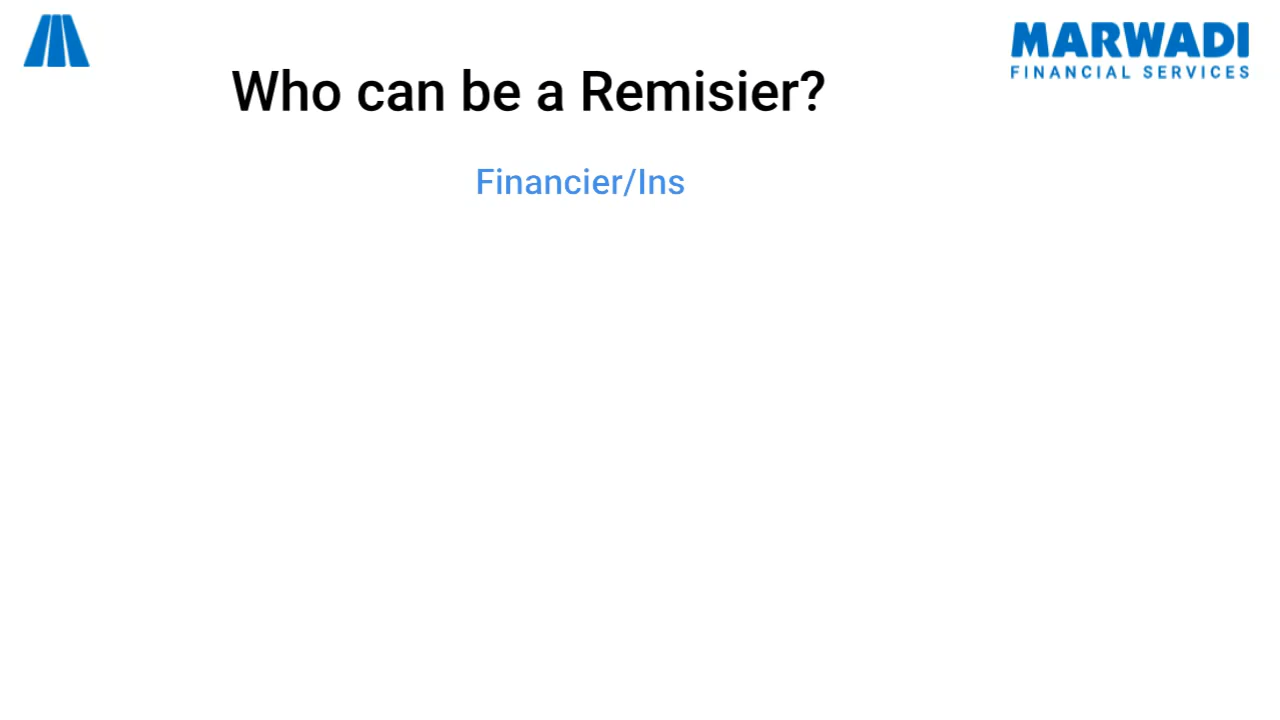 MARWADI
FINANCIAL SERVICES
Who can be a Remisier?
Financier/Ins